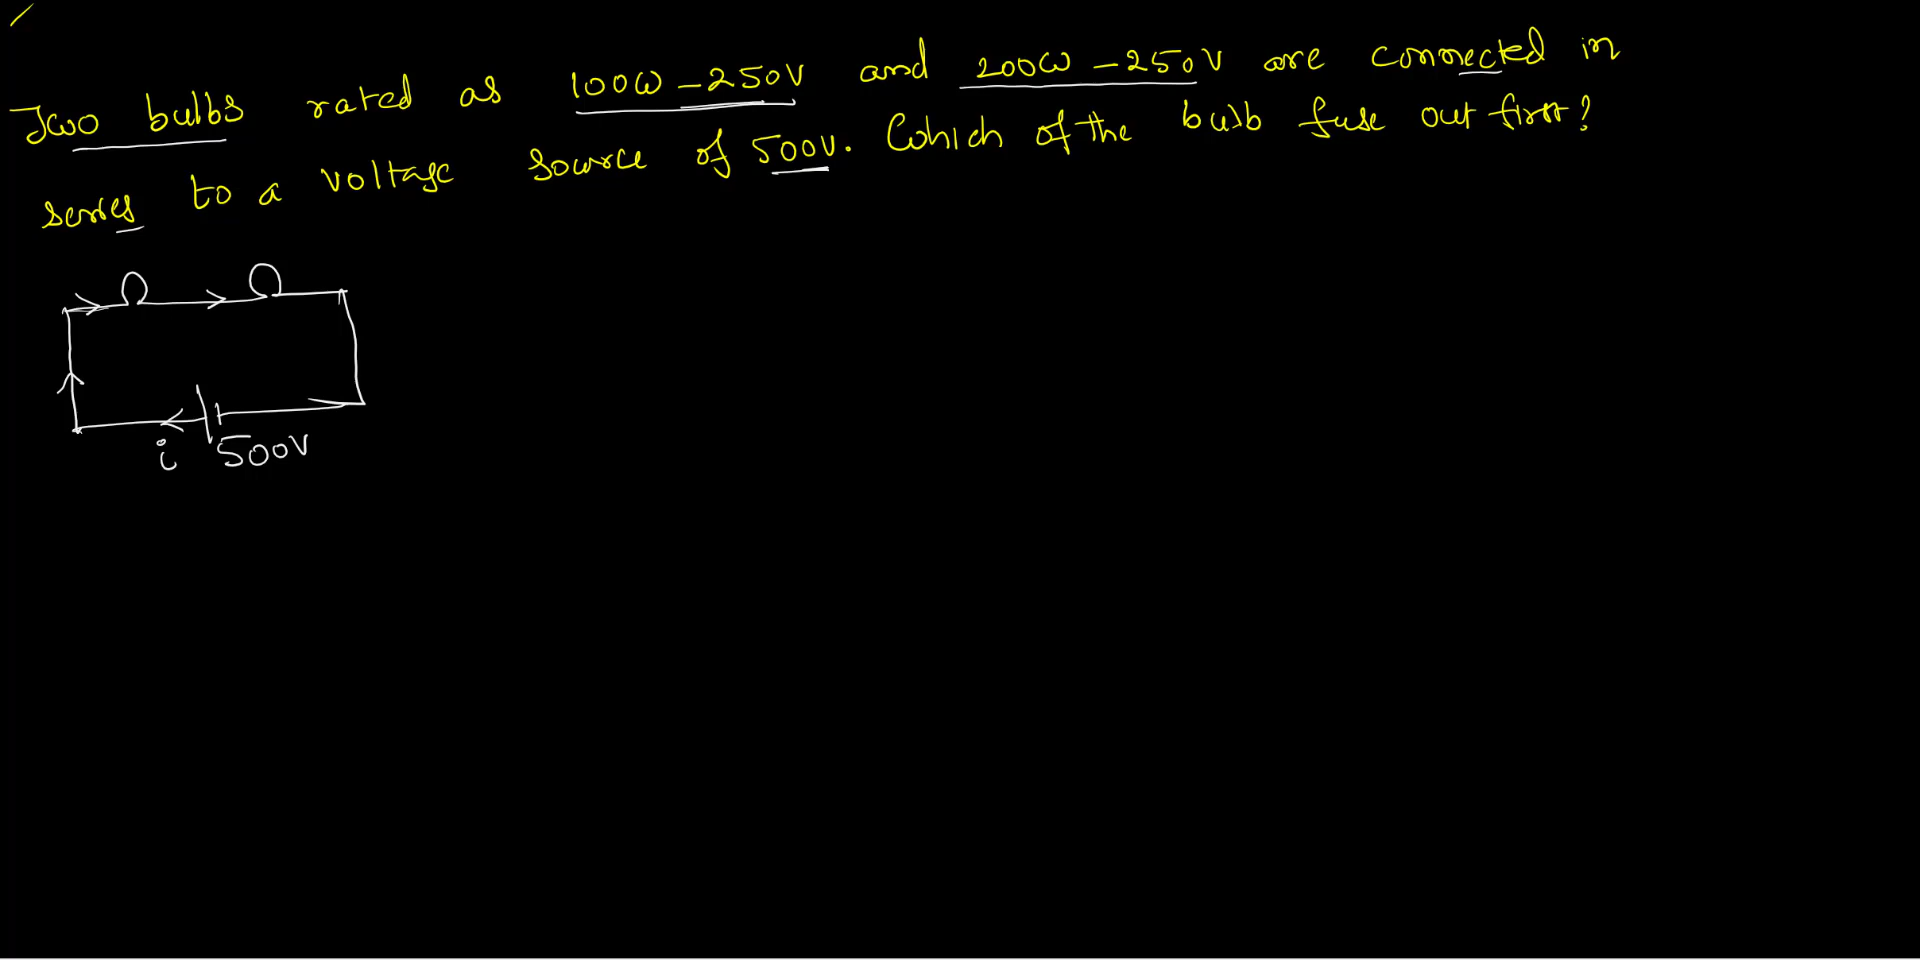 Two bulbs rated as 100W - 250V and 200W - 250V are connected in
series to a voltage source of 500V. Which of the bulb fuse out first?
i 500V